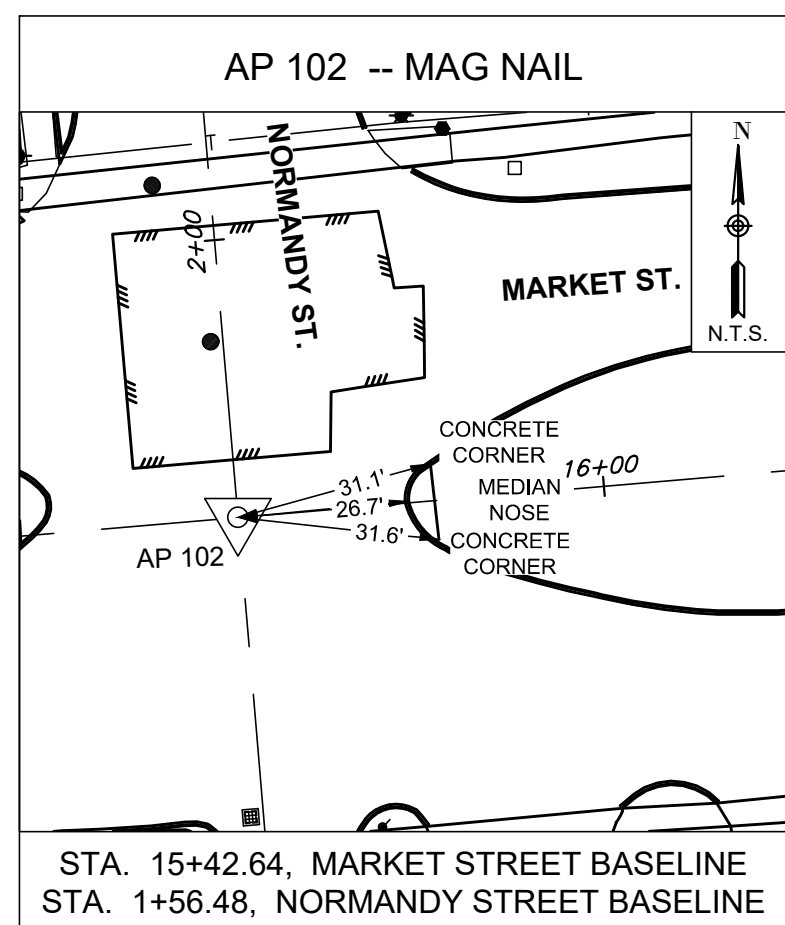 AP 102 -- MAG NAIL
N
N.T.S.
T
NORMANDY ST.
2+00
MARKET ST.
CONCRETE
CORNER
16+00
31.1'
MEDIAN
NOSE
26.7'
31.6'
CONCRETE
CORNER
AP 102
STA. 15+42.64, MARKET STREET BASELINE
STA. 1+56.48, NORMANDY STREET BASELINE